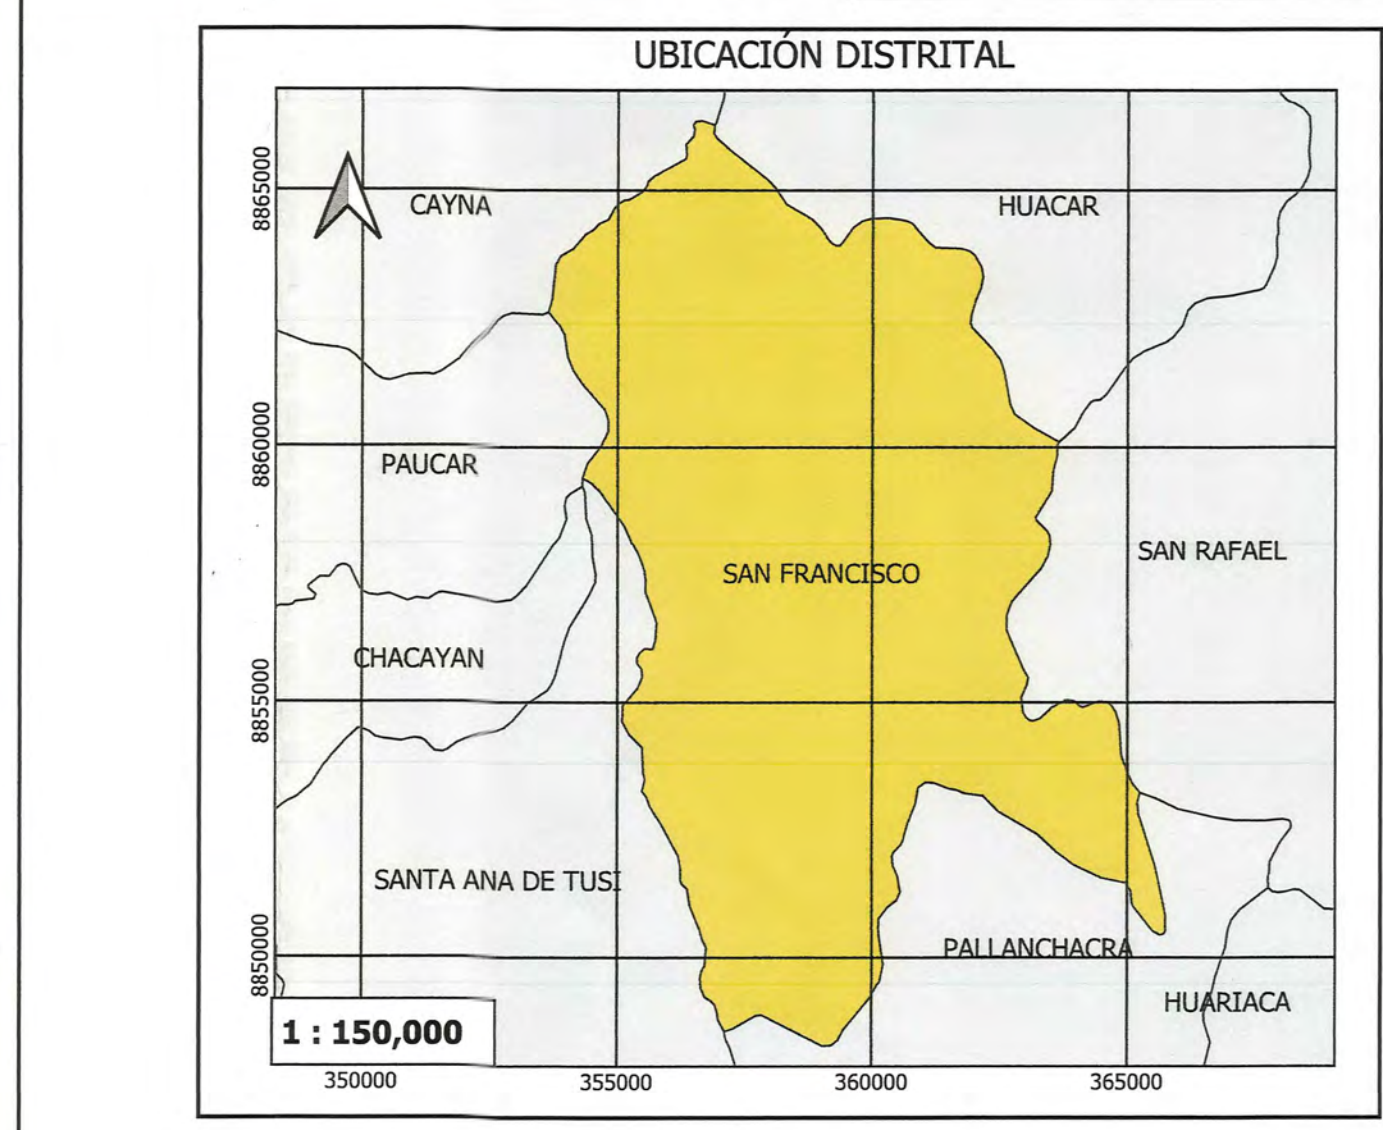 UBICACIÓN DISTRITAL
8865000
CAYNA
HUACAR
8860000
PAUCAR
SAN RAFAEL
SAN FRANCISCO
CHACAYAN
8855000
SANTA ANA DE TUSI
8850000
PALLANCHACRA
HUARIACA
1 : 150,000
350000
355000
360000
365000